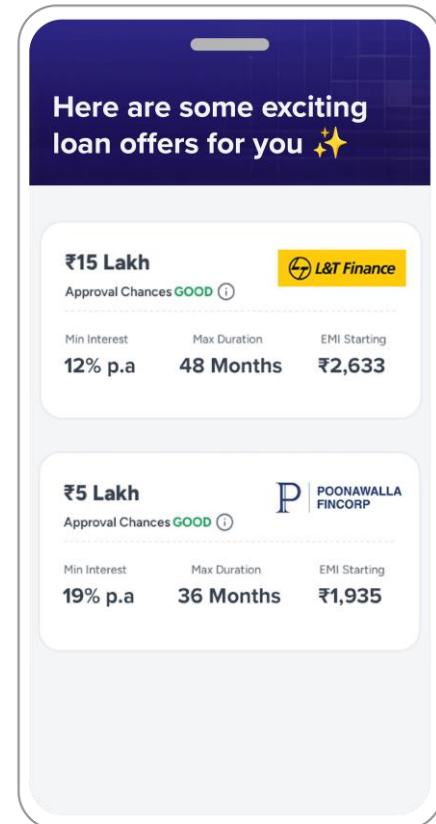 Here are some exciting
loan offers for you ✨
₹15 Lakh
L&T Finance
Approval Chances GOOD
Min Interest Max Duration EMI Starting
12% p.a 48 Months ₹2,633
₹5 Lakh
POONAWALLA
FINCORP
Approval Chances GOOD
Min Interest Max Duration EMI Starting
19% p.a 36 Months ₹1,935